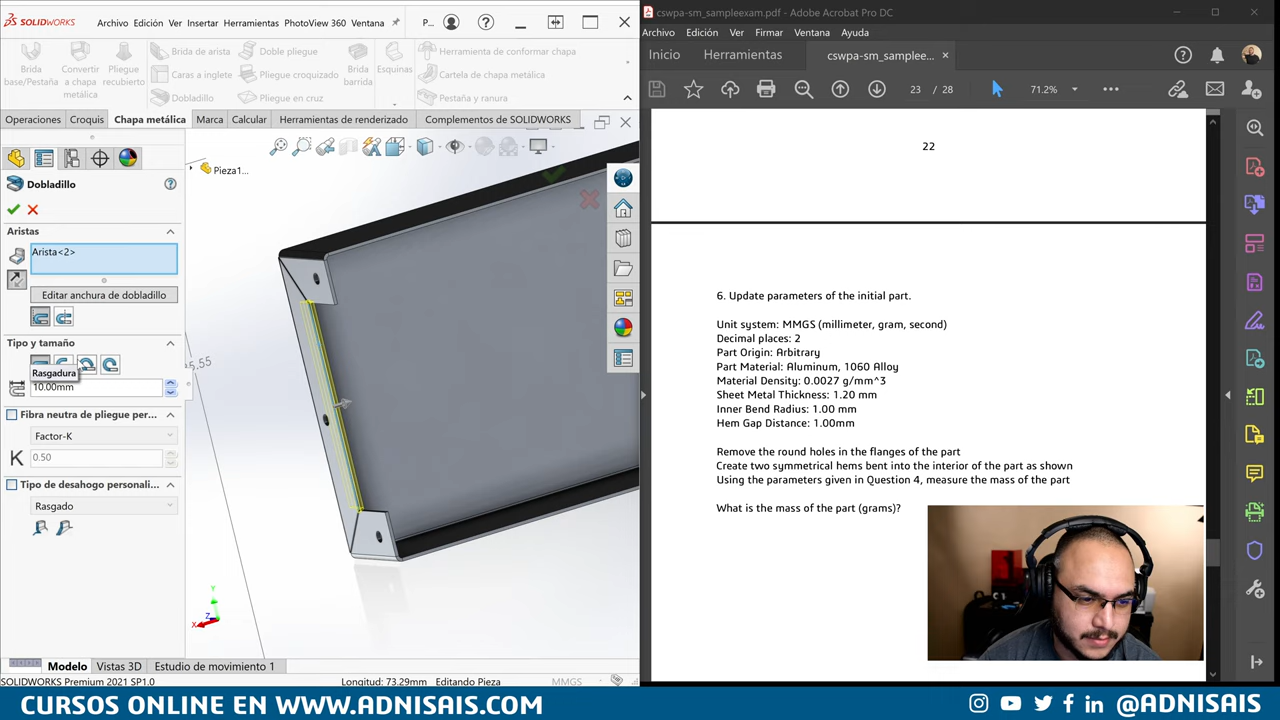 SOLIDWORKS
Archivo Edición Ver Insertar Herramientas PhotoView 360 Ventana
P...
Brida base/Pestaña
Convertir a chapa metálica
Pliegue recubierto
Brida de arista
Caras a inglete
Dobladillo
Doble pliegue
Pliegue croquizado
Pliegue en cruz
Brida barrida
Esquinas
Herramienta de conformar chapa
Cartela de chapa metálica
Pestaña y ranura
Operaciones Croquis Chapa metálica Marca Calcular Herramientas de renderizado Complementos de SOLIDWORKS
Pieza1...
Dobladillo
Aristas
Arista<2>
Editar anchura de dobladillo
Tipo y tamaño
Rasgadura
10.00mm
Fibra neutra de pliegue per...
Factor-K
K 0.50
Tipo de desahogo personali...
Rasgado
Y
Z
X
Modelo Vistas 3D Estudio de movimiento 1
SOLIDWORKS Premium 2021 SP1.0
Longitud: 73.29mm Editando Pieza MMGS
cswpa-sm_sampleexam.pdf - Adobe Acrobat Pro DC
Archivo Edición Ver Firmar Ventana Ayuda
Inicio Herramientas cswpa-sm_samplee...
23 / 28 71.2%
22
6. Update parameters of the initial part.
Unit system: MMGS (millimeter, gram, second)
Decimal places: 2
Part Origin: Arbitrary
Part Material: Aluminum, 1060 Alloy
Material Density: 0.0027 g/mm^3
Sheet Metal Thickness: 1.20 mm
Inner Bend Radius: 1.00 mm
Hem Gap Distance: 1.00mm
Remove the round holes in the flanges of the part
Create two symmetrical hems bent into the interior of the part as shown
Using the parameters given in Question 4, measure the mass of the part
What is the mass of the part (grams)?
CURSOS ONLINE EN WWW.ADNISAIS.COM
@ADNISAIS